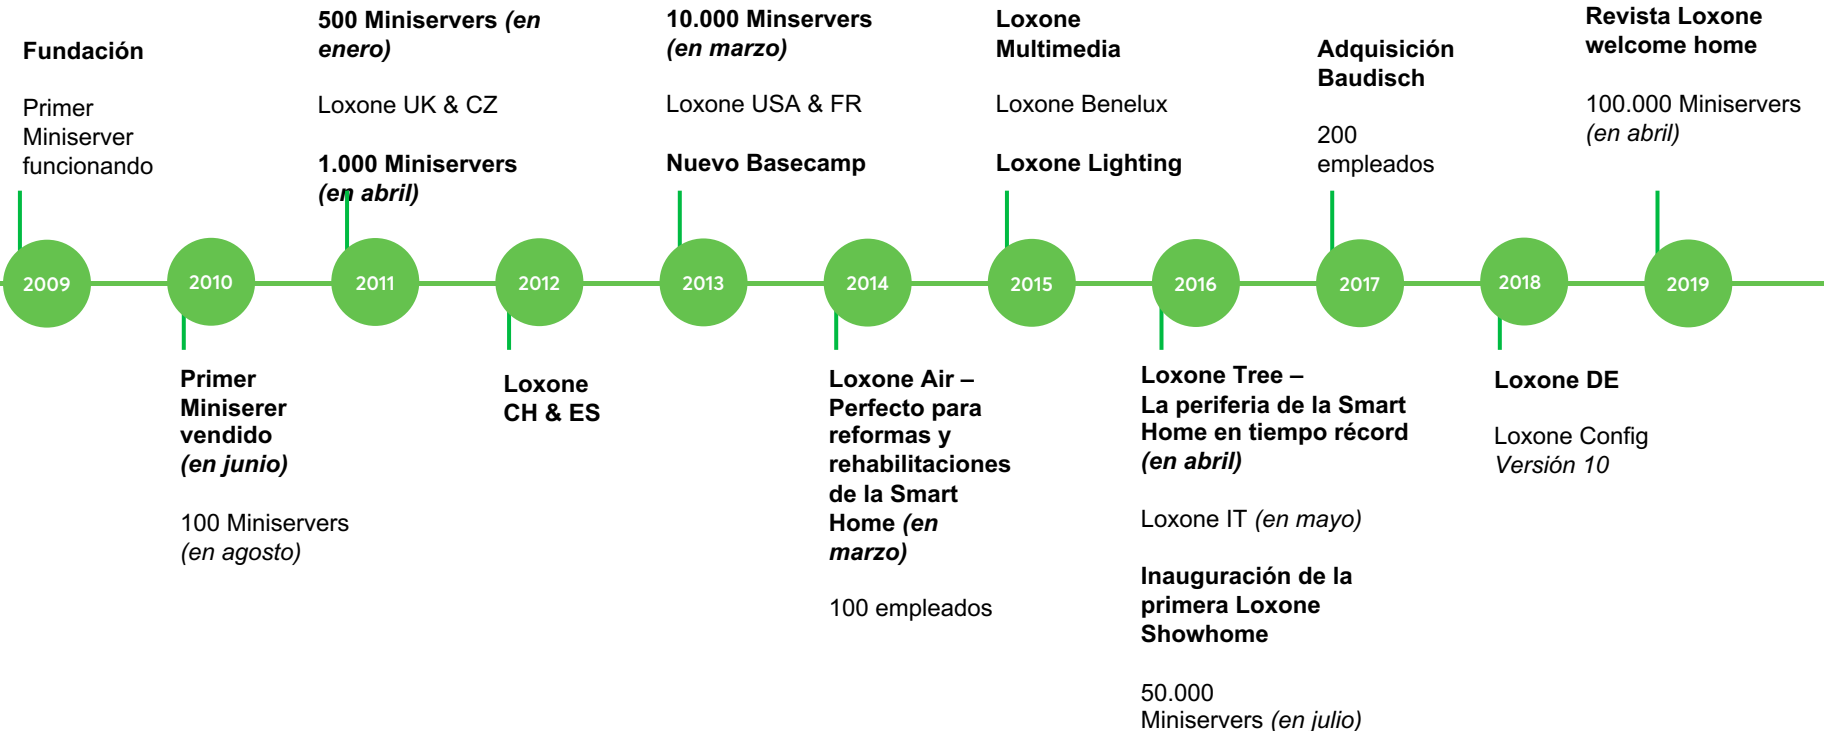 Fundación
Primer
Miniserver
funcionando
500 Miniservers (en
enero)
Loxone UK & CZ
1.000 Miniservers
(en abril)
10.000 Minservers
(en marzo)
Loxone USA & FR
Nuevo Basecamp
Loxone
Multimedia
Loxone Benelux
Loxone Lighting
Adquisición
Baudisch
200
empleados
Revista Loxone
welcome home
100.000 Miniservers
(en abril)
2009
2010
2011
2012
2013
2014
2015
2016
2017
2018
2019
Primer
Miniserer
vendido
(en junio)
100 Miniservers
(en agosto)
Loxone
CH & ES
Loxone Air –
Perfecto para
reformas y
rehabilitaciones
de la Smart
Home (en
marzo)
100 empleados
Loxone Tree –
La periferia de la Smart
Home en tiempo récord
(en abril)
Loxone IT (en mayo)
Inauguración de la
primera Loxone
Showhome
50.000
Miniservers (en julio)
Loxone DE
Loxone Config
Versión 10